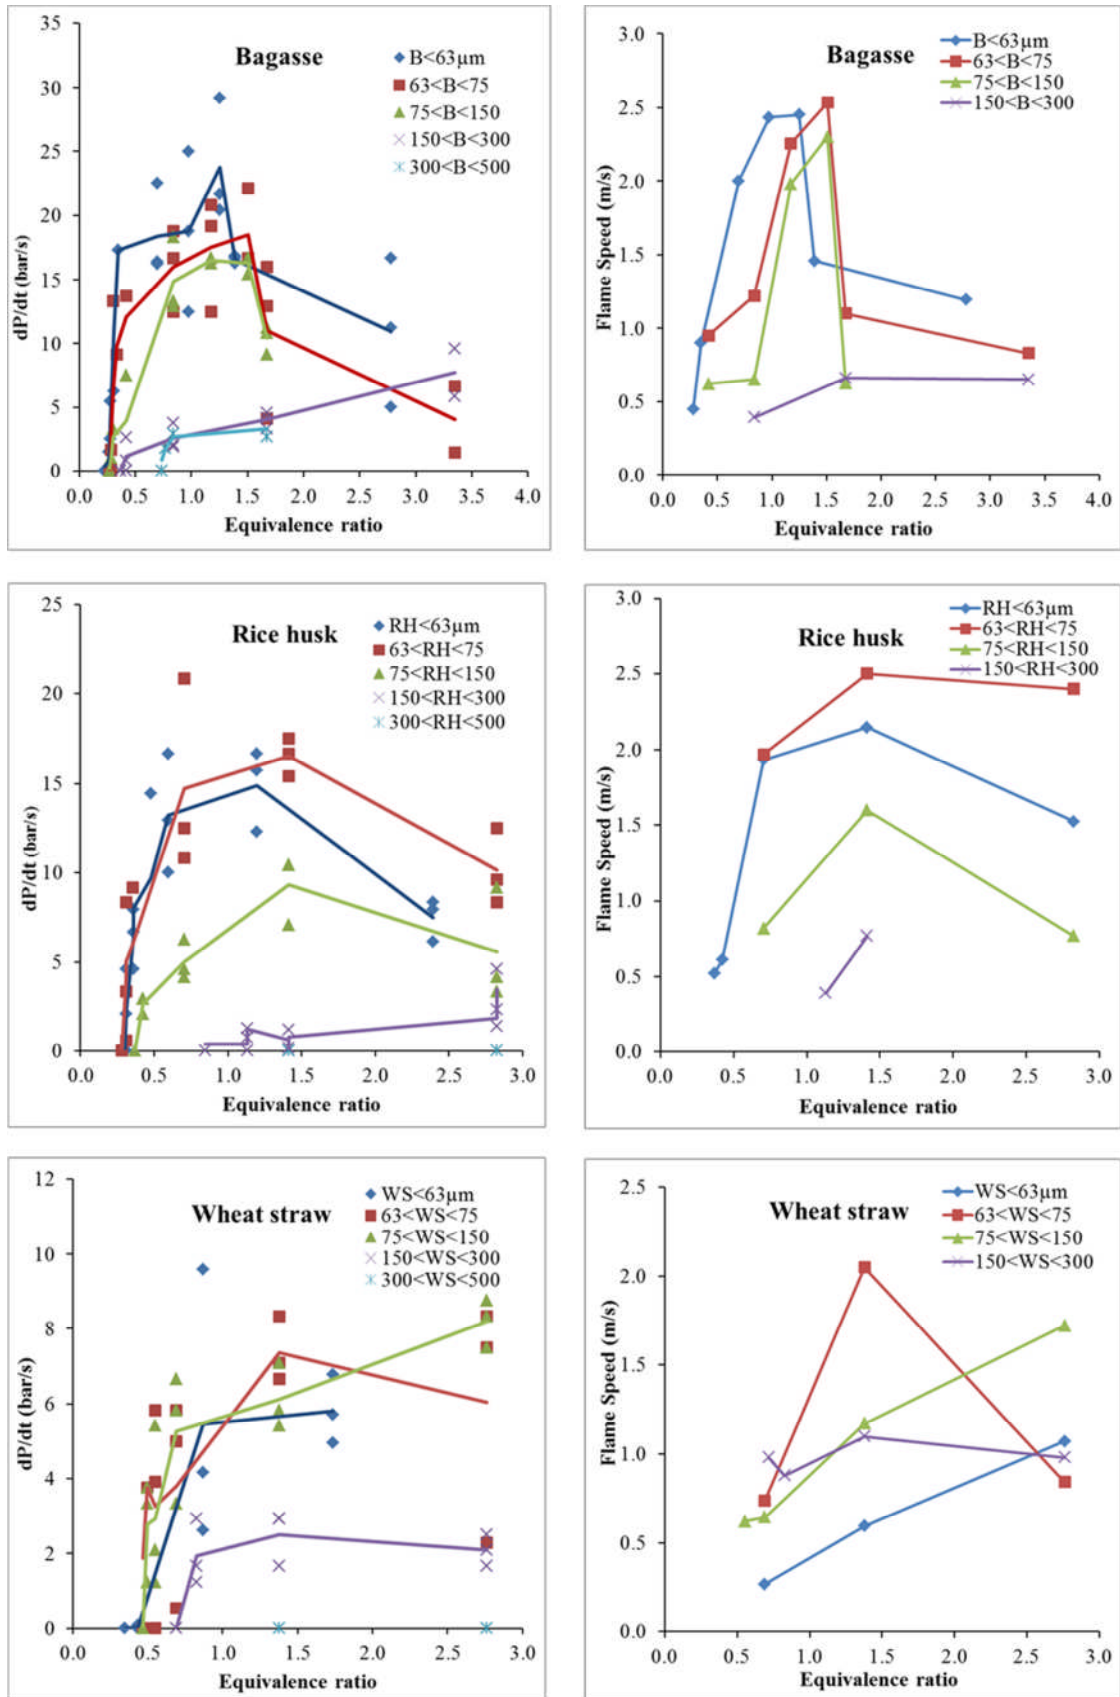 Bagasse
B<63µm
63<B<75
75<B<150
150<B<300
300<B<500
dP/dt (bar/s)
40
35
30
25
20
15
10
5
0
0.0 0.5 1.0 1.5 2.0 2.5 3.0 3.5 4.0
Equivalence ratio
Bagasse
B<63µm
63<B<75
75<B<150
150<B<300
Flame Speed (m/s)
3.0
2.5
2.0
1.5
1.0
0.5
0.0
0.0 0.5 1.0 1.5 2.0 2.5 3.0 3.5 4.0
Equivalence ratio
Rice husk
RH<63µm
63<RH<75
75<RH<150
150<RH<300
300<RH<500
dP/dt (bar/s)
25
20
15
10
5
0
0.0 0.5 1.0 1.5 2.0 2.5 3.0
Equivalence ratio
Rice husk
RH<63µm
63<RH<75
75<RH<150
150<RH<300
Flame Speed (m/s)
3.0
2.5
2.0
1.5
1.0
0.5
0.0
0.0 0.5 1.0 1.5 2.0 2.5 3.0
Equivalence ratio
Wheat straw
WS<63µm
63<WS<75
75<WS<150
150<WS<300
300<WS<500
dP/dt (bar/s)
12
10
8
6
4
2
0
0.0 0.5 1.0 1.5 2.0 2.5 3.0
Equivalence ratio
Wheat straw
WS<63µm
63<WS<75
75<WS<150
150<WS<300
Flame Speed (m/s)
2.5
2.0
1.5
1.0
0.5
0.0
0.0 0.5 1.0 1.5 2.0 2.5 3.0
Equivalence ratio